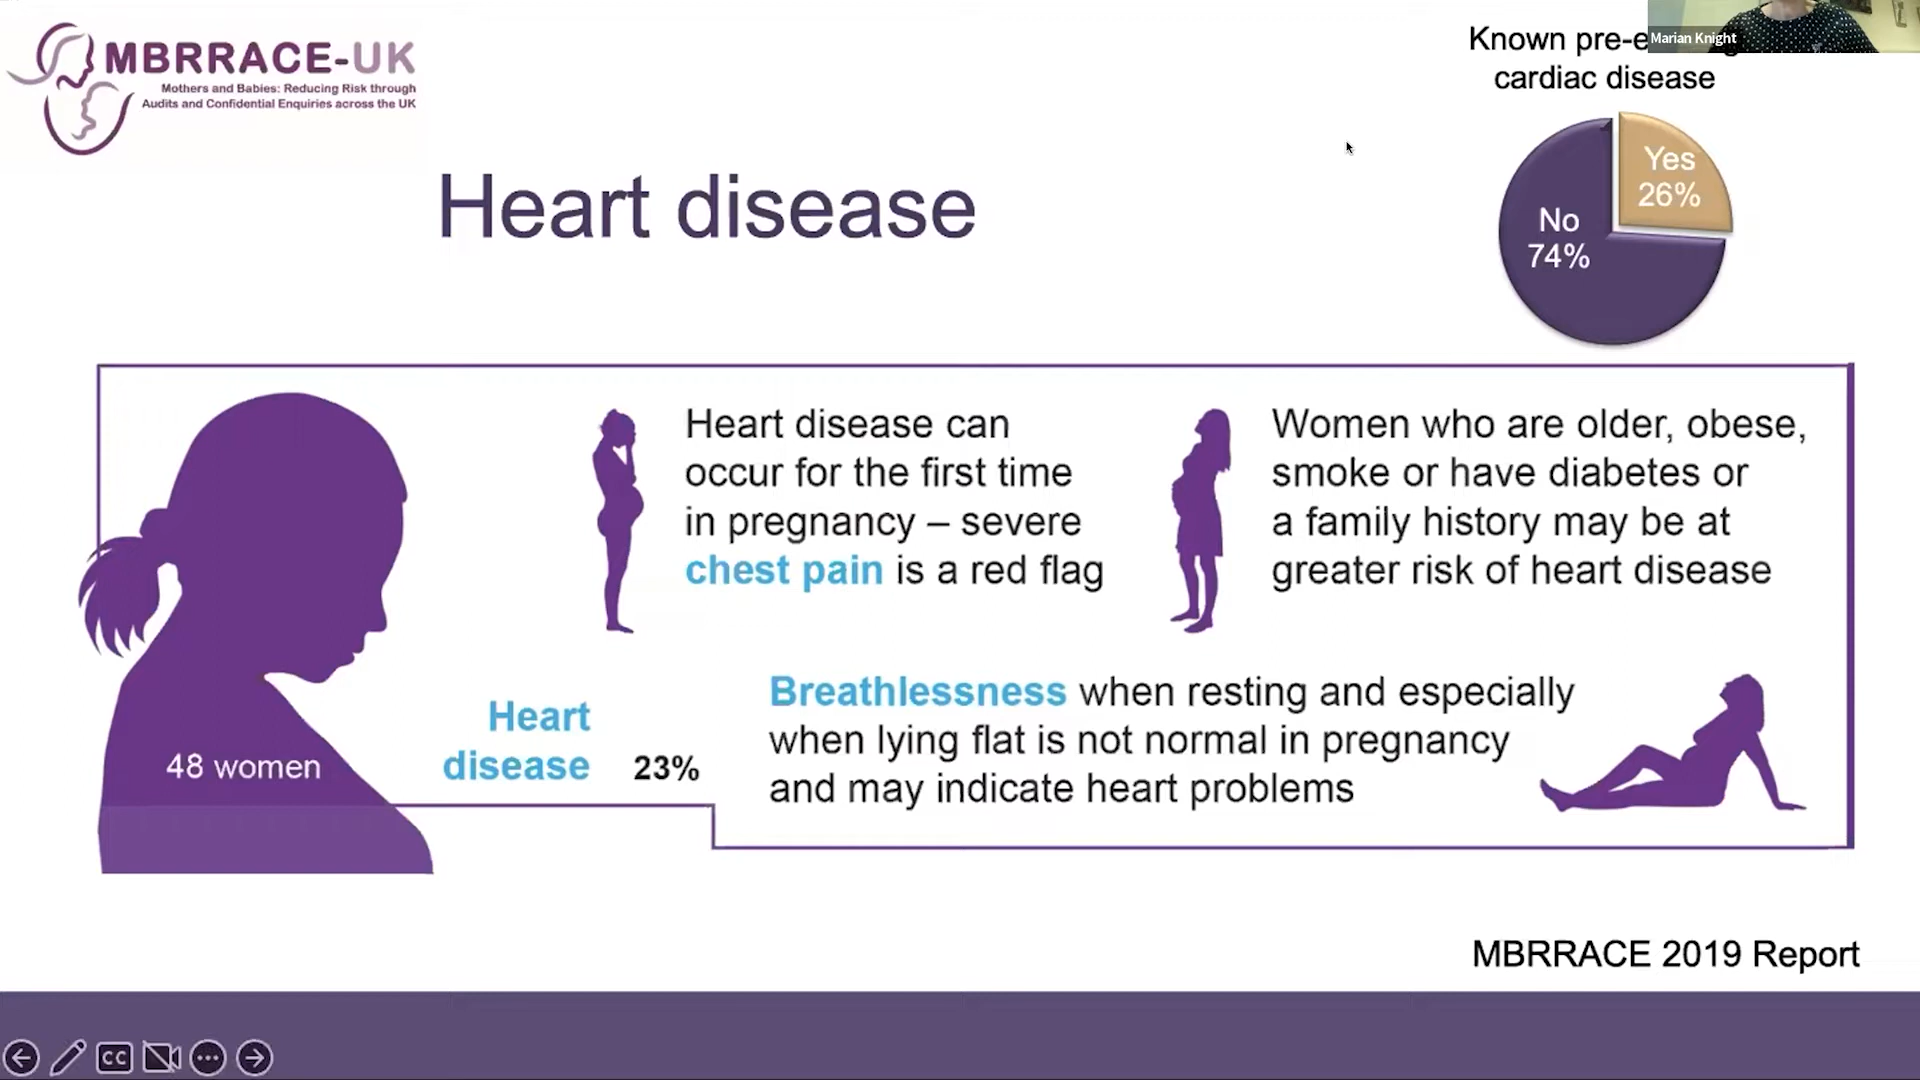 MBRRACE-UK
Mothers and Babies: Reducing Risk through
Audits and Confidential Enquiries across the UK
Known pre-e
Marian Knight
cardiac disease
Yes
26%
No
74%
Heart disease
Heart disease can
occur for the first time
in pregnancy – severe
chest pain is a red flag
Women who are older, obese,
smoke or have diabetes or
a family history may be at
greater risk of heart disease
48 women
Heart
disease 23%
Breathlessness when resting and especially
when lying flat is not normal in pregnancy
and may indicate heart problems
MBRRACE 2019 Report
CC